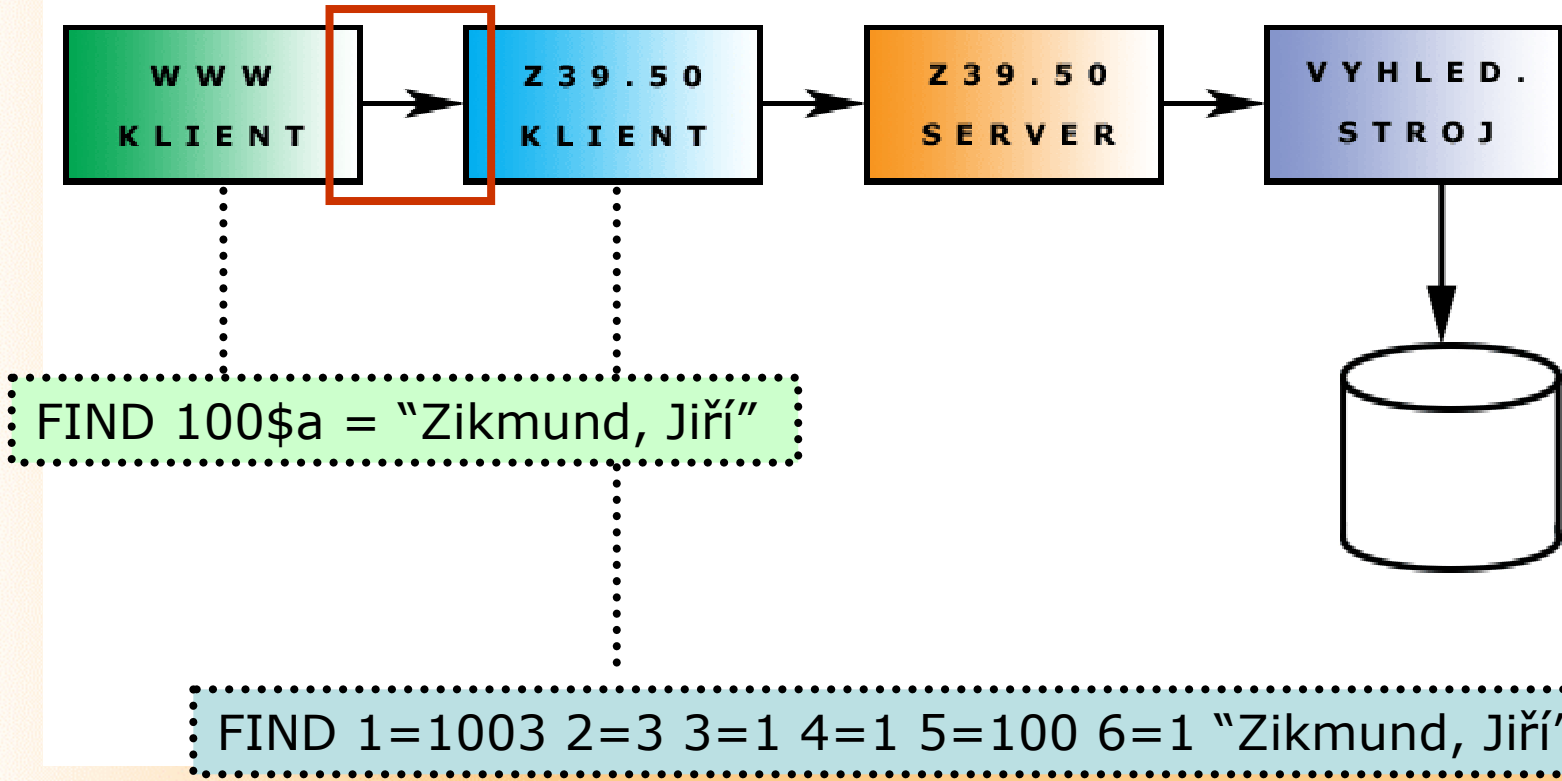 WWW
KLIENT
Z39.50
KLIENT
Z39.50
SERVER
VYHLED.
STROJ
FIND 100$a = “Zikmund, Jiří”
FIND 1=1003 2=3 3=1 4=1 5=100 6=1 “Zikmund, Jiří”